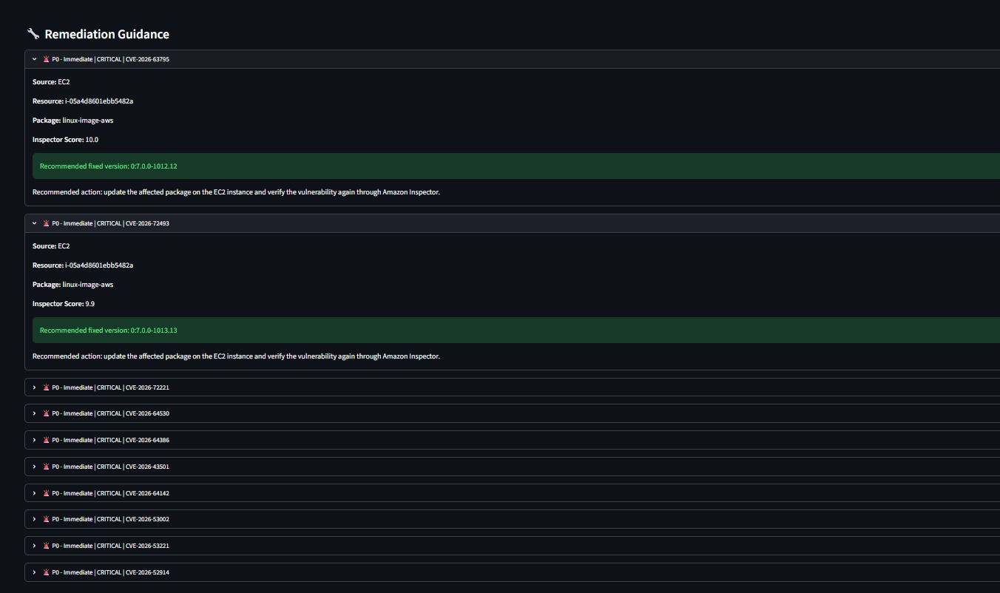 Remediation Guidance
P0 - Immediate | CRITICAL | CVE-2026-63795
Source: EC2
Resource: i-05a4d8601ebb5482a
Package: linux-image-aws
Inspector Score: 10.0
Recommended fixed version: 0:7.0.0-1012.12
Recommended action: update the affected package on the EC2 instance and verify the vulnerability again through Amazon Inspector.
P0 - Immediate | CRITICAL | CVE-2026-72493
Source: EC2
Resource: i-05a4d8601ebb5482a
Package: linux-image-aws
Inspector Score: 9.9
Recommended fixed version: 0:7.0.0-1013.13
Recommended action: update the affected package on the EC2 instance and verify the vulnerability again through Amazon Inspector.
P0 - Immediate | CRITICAL | CVE-2026-72221
P0 - Immediate | CRITICAL | CVE-2026-64530
P0 - Immediate | CRITICAL | CVE-2026-64386
P0 - Immediate | CRITICAL | CVE-2026-43501
P0 - Immediate | CRITICAL | CVE-2026-64142
P0 - Immediate | CRITICAL | CVE-2026-53002
P0 - Immediate | CRITICAL | CVE-2026-53221
P0 - Immediate | CRITICAL | CVE-2026-52914